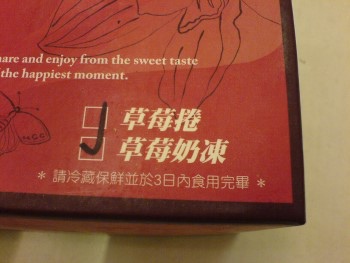 are and enjoy from the sweet taste
the happiest moment.
草莓捲
草莓奶凍
＊ 請冷藏保鮮並於3日內食用完畢 ＊